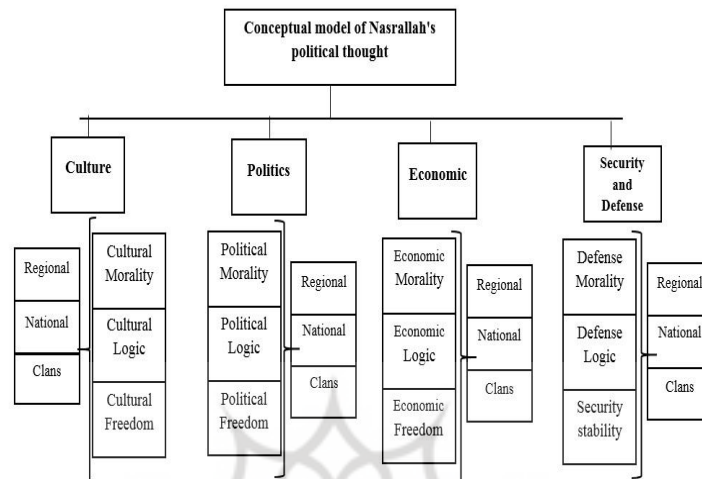 Conceptual model of Nasrallah's
political thought
Culture
Politics
Economic
Security
and
Defense
Regional
National
Clans
Cultural
Morality
Cultural
Logic
Cultural
Freedom
Political
Morality
Political
Logic
Political
Freedom
Regional
National
Clans
Economic
Morality
Economic
Logic
Economic
Freedom
Regional
National
Clans
Defense
Morality
Defense
Logic
Security
stability
Regional
National
Clans